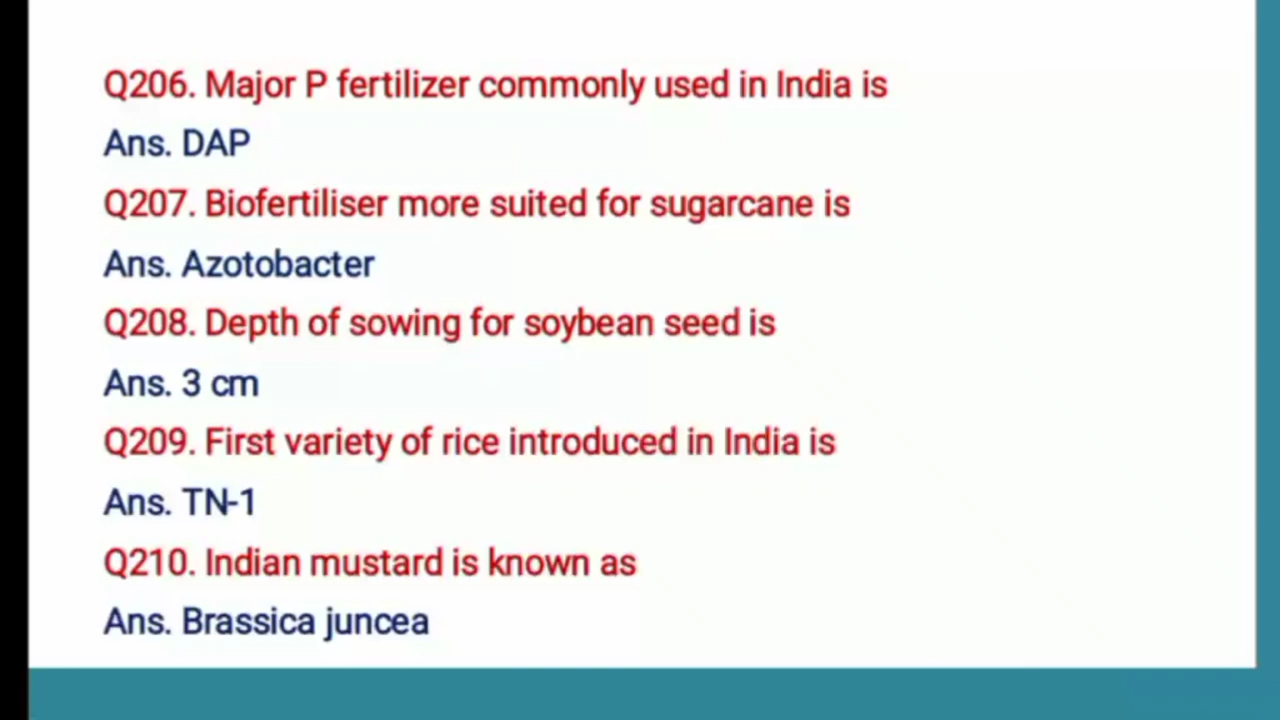 Q206. Major P fertilizer commonly used in India is
Ans. DAP
Q207. Biofertiliser more suited for sugarcane is
Ans. Azotobacter
Q208. Depth of sowing for soybean seed is
Ans. 3 cm
Q209. First variety of rice introduced in India is
Ans. TN-1
Q210. Indian mustard is known as
Ans. Brassica juncea